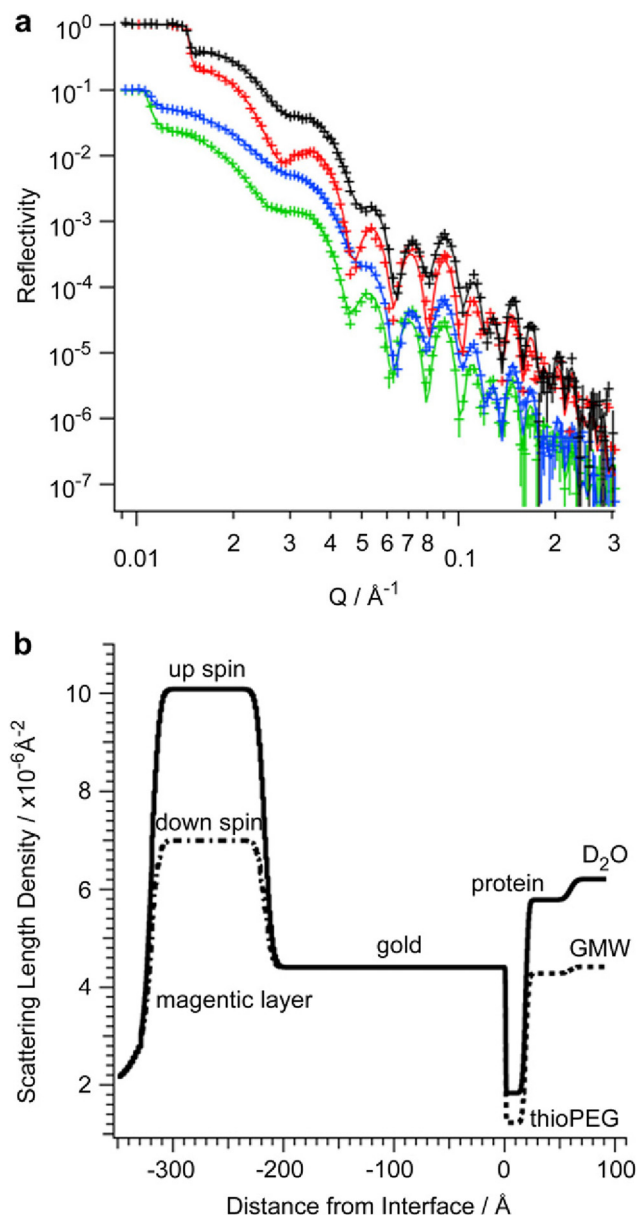 a
10⁰
10⁻¹
10⁻²
10⁻³
10⁻⁴
10⁻⁵
10⁻⁶
10⁻⁷
Reflectivity
0.01 2 3 4 5 6 7 8 0.1 2 3
Q / Å⁻¹
b
10
8
6
4
2
Scattering Length Density / x10⁻⁶Å⁻²
up spin
down spin
magentic layer
gold
protein
D₂O
GMW
thioPEG
-300 -200 -100 0 100
Distance from Interface / Å